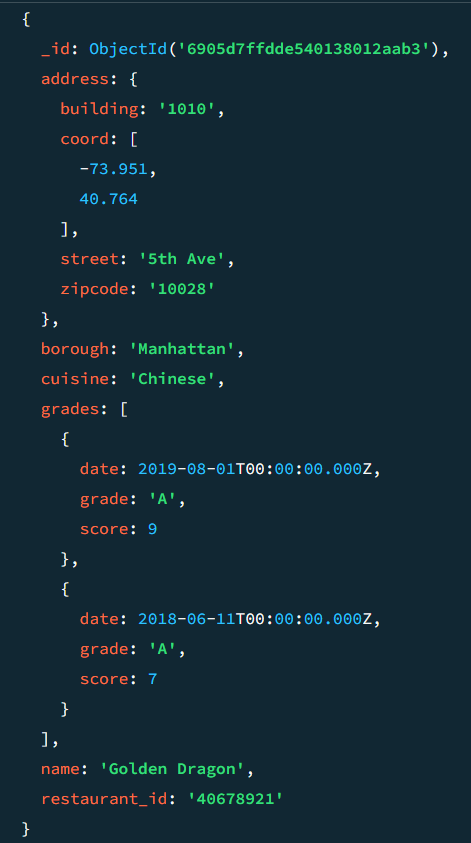 {
  _id: ObjectId('6905d7ffdde540138012aab3'),
  address: {
    building: '1010',
    coord: [
      -73.951,
      40.764
    ],
    street: '5th Ave',
    zipcode: '10028'
  },
  borough: 'Manhattan',
  cuisine: 'Chinese',
  grades: [
    {
      date: 2019-08-01T00:00:00.000Z,
      grade: 'A',
      score: 9
    },
    {
      date: 2018-06-11T00:00:00.000Z,
      grade: 'A',
      score: 7
    }
  ],
  name: 'Golden Dragon',
  restaurant_id: '40678921'
}